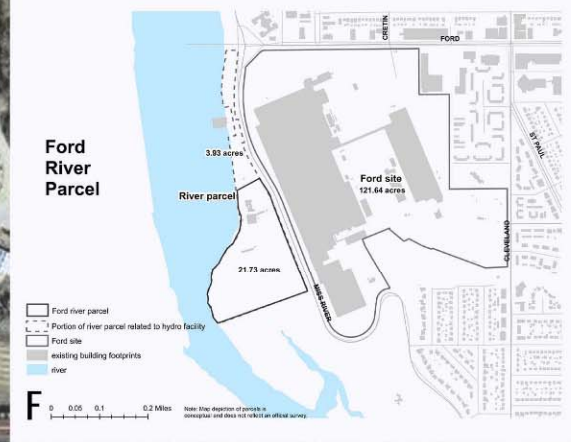 Ford
River
Parcel
CRETIN
FORD
ST PAUL
CLEVELAND
3.93 acres
Ford site
121.64 acres
River parcel
21.73 acres
MISS RIVER
Ford river parcel
Portion of river parcel related to hydro facility
Ford site
existing building footprints
river
F
0 0.05 0.1 0.2 Miles
Note: Map depiction of parcels is
conceptual and does not reflect an official survey.